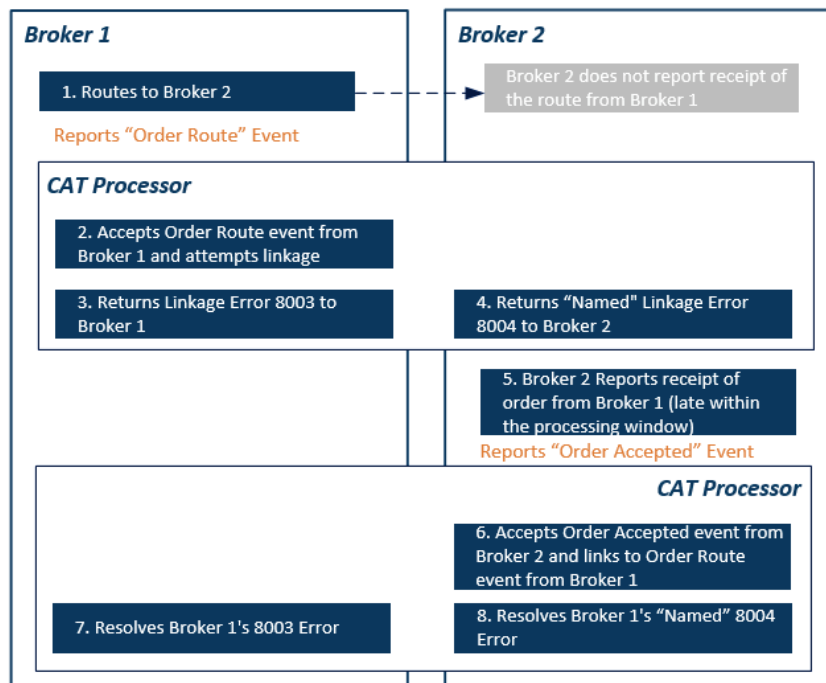 Broker 1
Broker 2
1. Routes to Broker 2
Broker 2 does not report receipt of
the route from Broker 1
Reports “Order Route” Event
CAT Processor
2. Accepts Order Route event from
Broker 1 and attempts linkage
3. Returns Linkage Error 8003 to
Broker 1
4. Returns “Named" Linkage Error
8004 to Broker 2
5. Broker 2 Reports receipt of
order from Broker 1 (late within
the processing window)
Reports “Order Accepted” Event
CAT Processor
6. Accepts Order Accepted event from
Broker 2 and links to Order Route
event from Broker 1
7. Resolves Broker 1's 8003 Error
8. Resolves Broker 1's “Named” 8004
Error